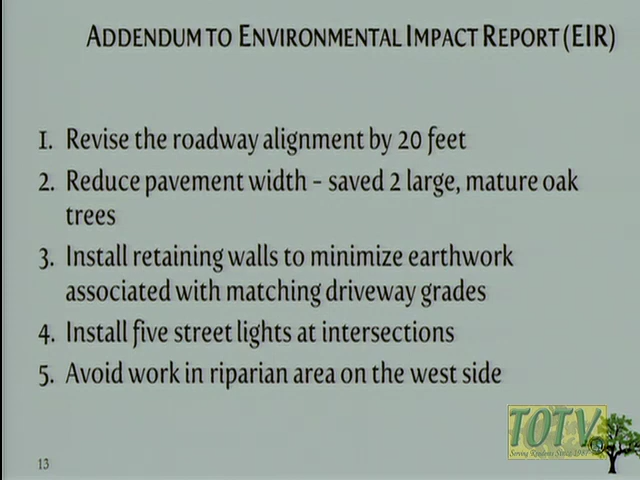 ADDENDUM TO ENVIRONMENTAL IMPACT REPORT (EIR)
1. Revise the roadway alignment by 20 feet
2. Reduce pavement width – saved 2 large, mature oak
trees
3. Install retaining walls to minimize earthwork
associated with matching driveway grades
4. Install five street lights at intersections
5. Avoid work in riparian area on the west side
TOTV
Serving Residents Since 1987
13